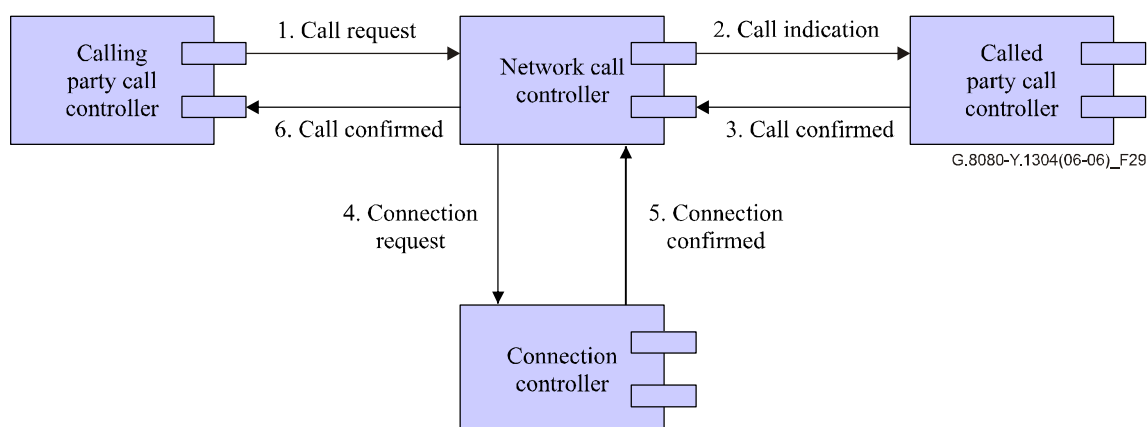 1. Call request
2. Call indication
Calling
party call
controller
Network call
controller
Called
party call
controller
6. Call confirmed
3. Call confirmed
G.8080-Y.1304(06-06)_F29
4. Connection
request
5. Connection
confirmed
Connection
controller